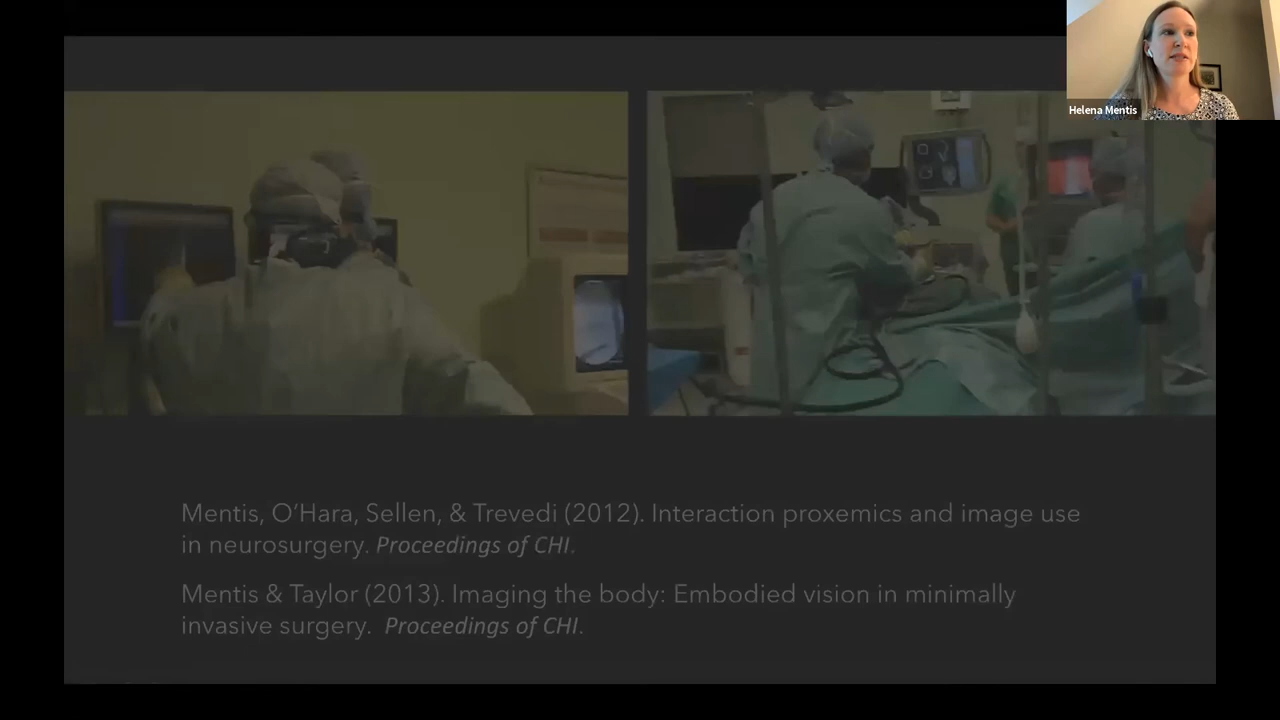 Helena Mentis
Mentis, O’Hara, Sellen, & Trevedi (2012). Interaction proxemics and image use
in neurosurgery. Proceedings of CHI.
Mentis & Taylor (2013). Imaging the body: Embodied vision in minimally
invasive surgery. Proceedings of CHI.